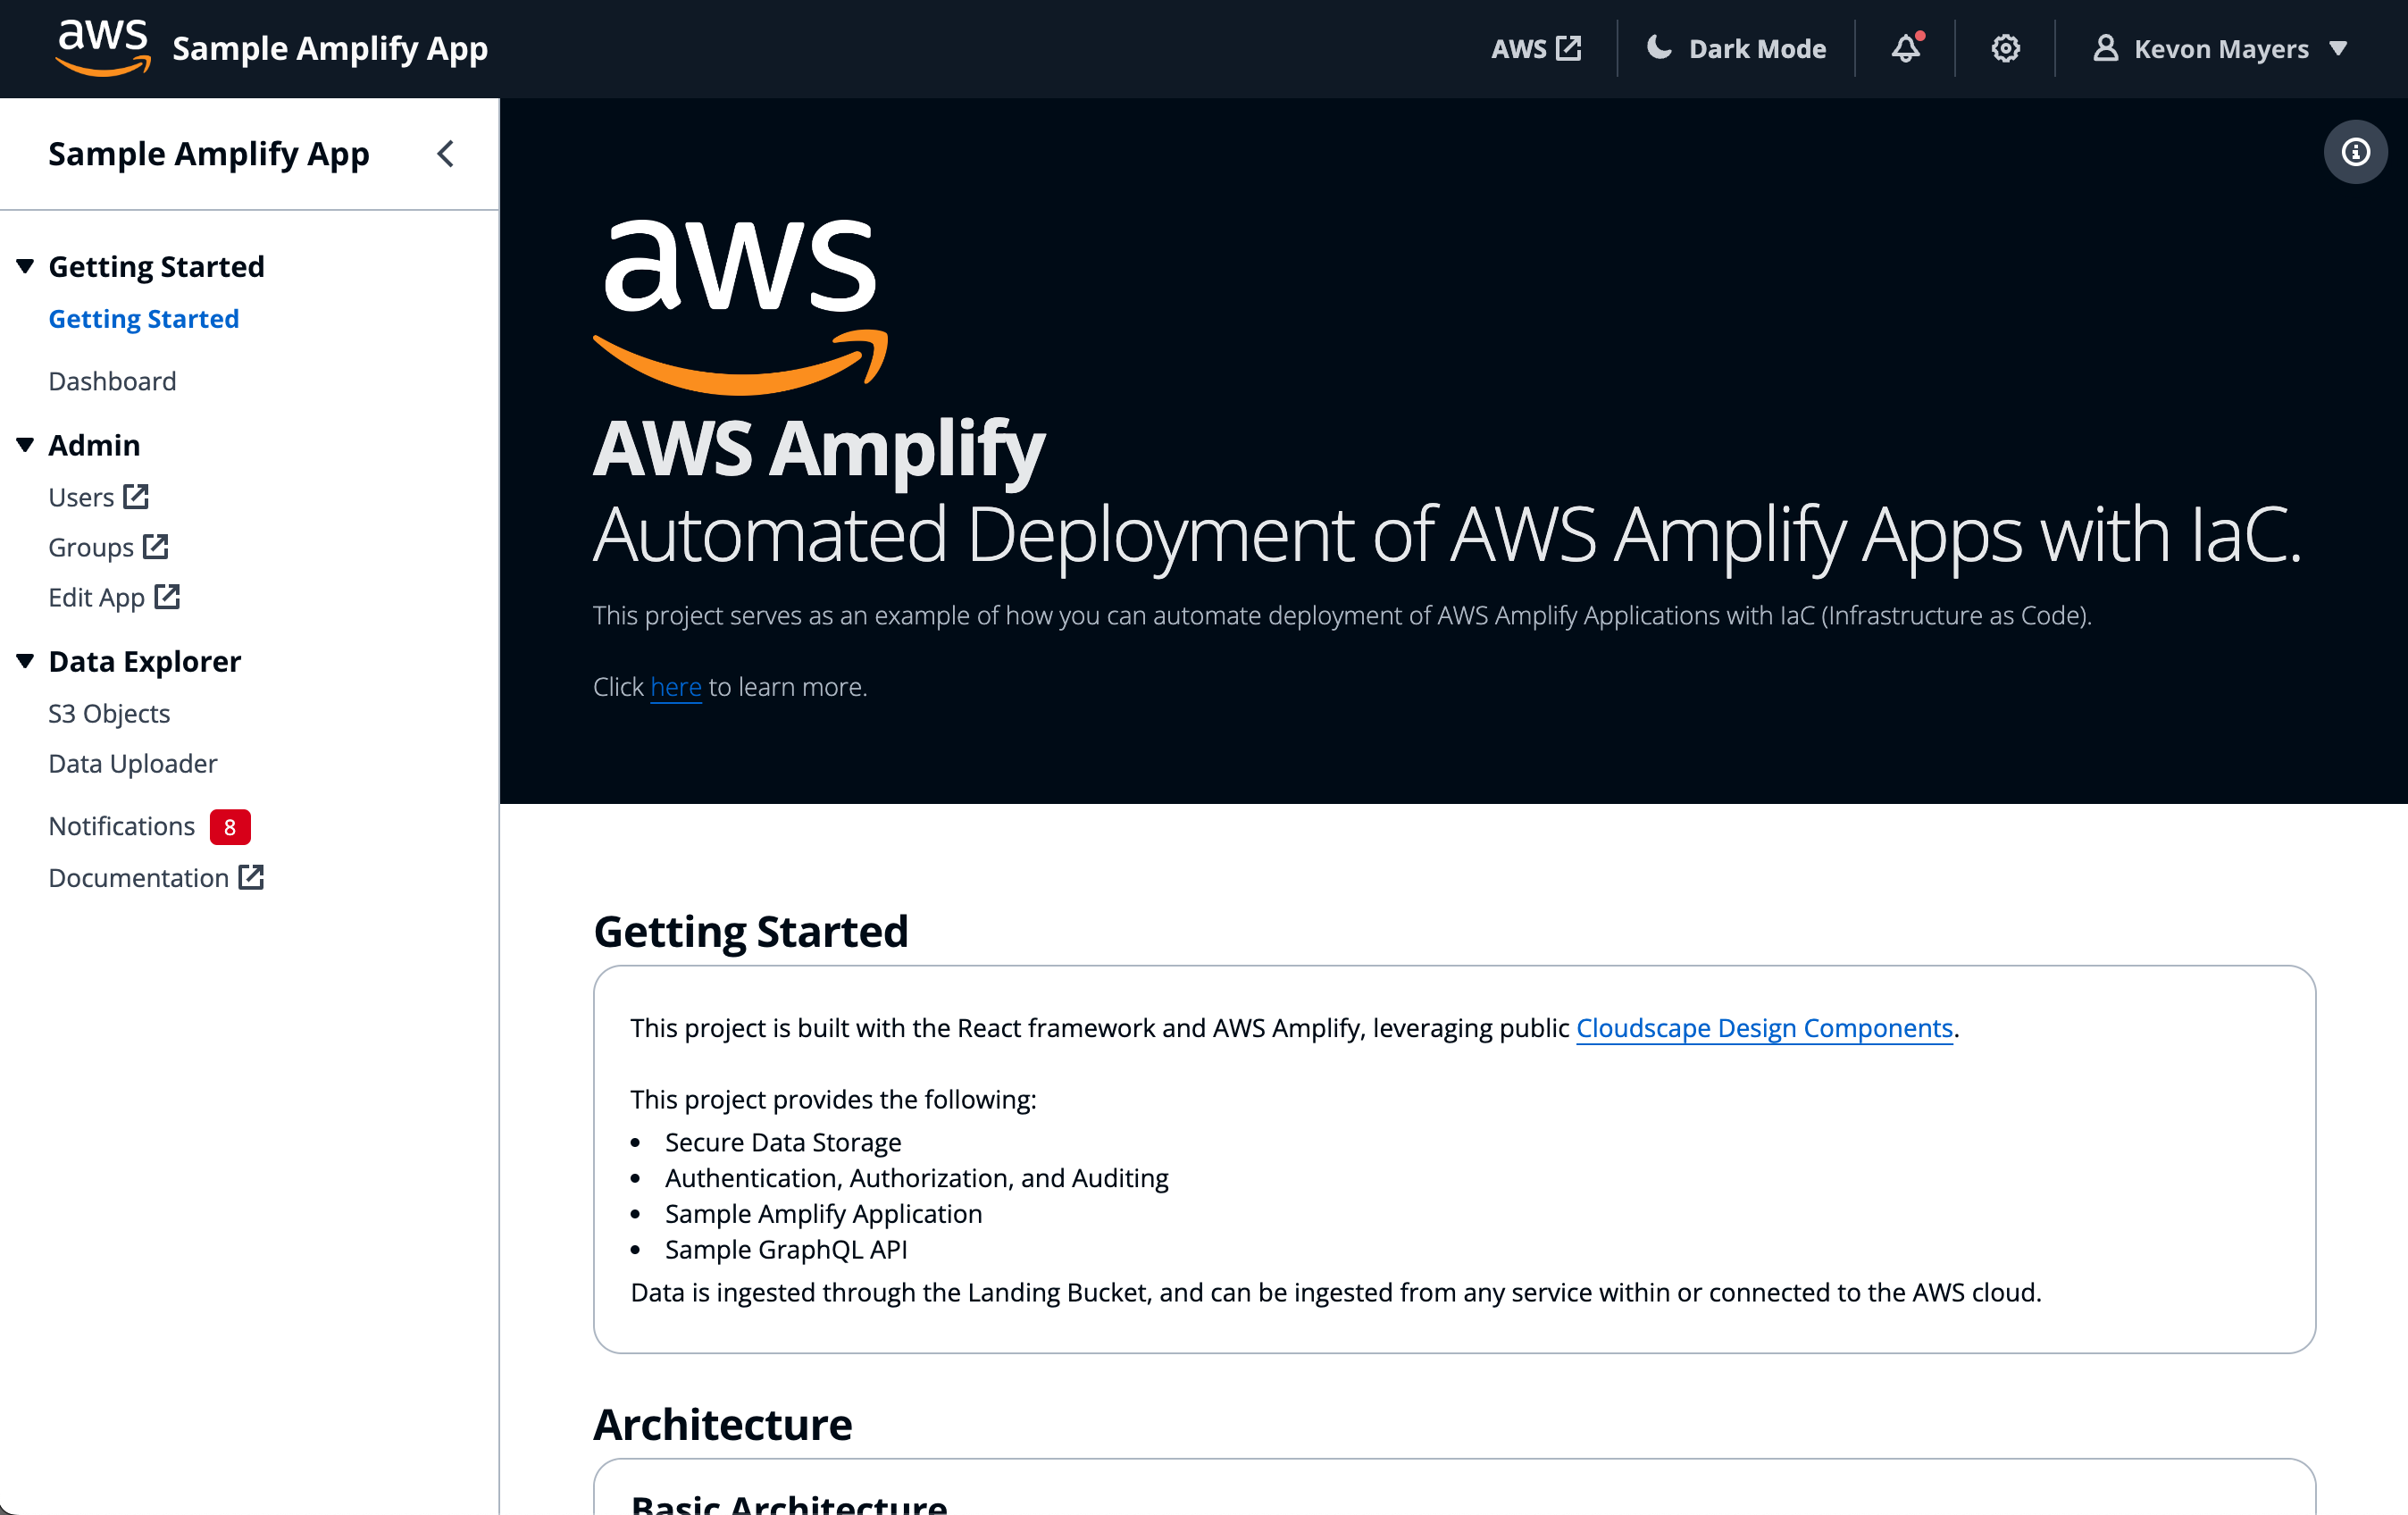 aws Sample Amplify App
AWS
Dark Mode
Kevon Mayers
Sample Amplify App
Getting Started
Getting Started
Dashboard
Admin
Users
Groups
Edit App
Data Explorer
S3 Objects
Data Uploader
Notifications 8
Documentation
aws
AWS Amplify
Automated Deployment of AWS Amplify Apps with IaC.
This project serves as an example of how you can automate deployment of AWS Amplify Applications with IaC (Infrastructure as Code).
Click here to learn more.
Getting Started
This project is built with the React framework and AWS Amplify, leveraging public Cloudscape Design Components.
This project provides the following:
• Secure Data Storage
• Authentication, Authorization, and Auditing
• Sample Amplify Application
• Sample GraphQL API
Data is ingested through the Landing Bucket, and can be ingested from any service within or connected to the AWS cloud.
Architecture
Basic Architecture